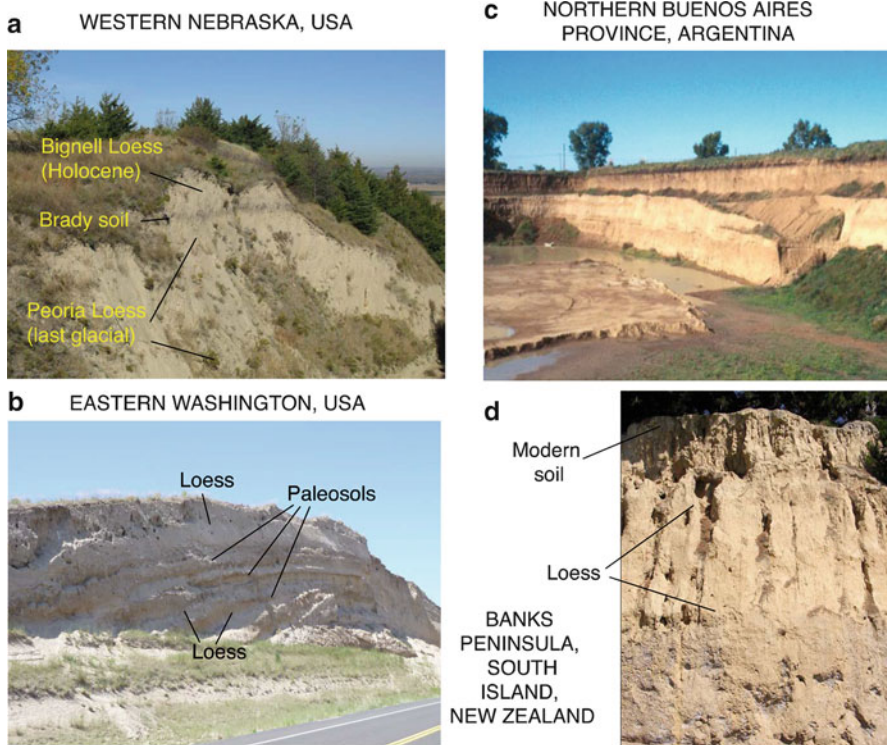 a
WESTERN NEBRASKA, USA
Bignell Loess
(Holocene)
Brady soil
Peoria Loess
(last glacial)
b
EASTERN WASHINGTON, USA
Loess
Paleosols
Loess
c
NORTHERN BUENOS AIRES
PROVINCE, ARGENTINA
d
Modern
soil
Loess
BANKS
PENINSULA,
SOUTH
ISLAND,
NEW ZEALAND